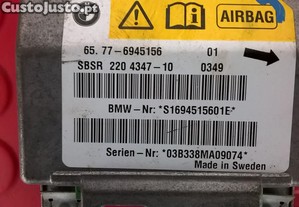 CustoJusto.pt
BMW
AIRBAG
65. 77-6945156 01
SBSR 220 4347-10 0349
BMW-Nr: *S1694515601E*
Serien-Nr: *03B338MA09074*
Made in Sweden